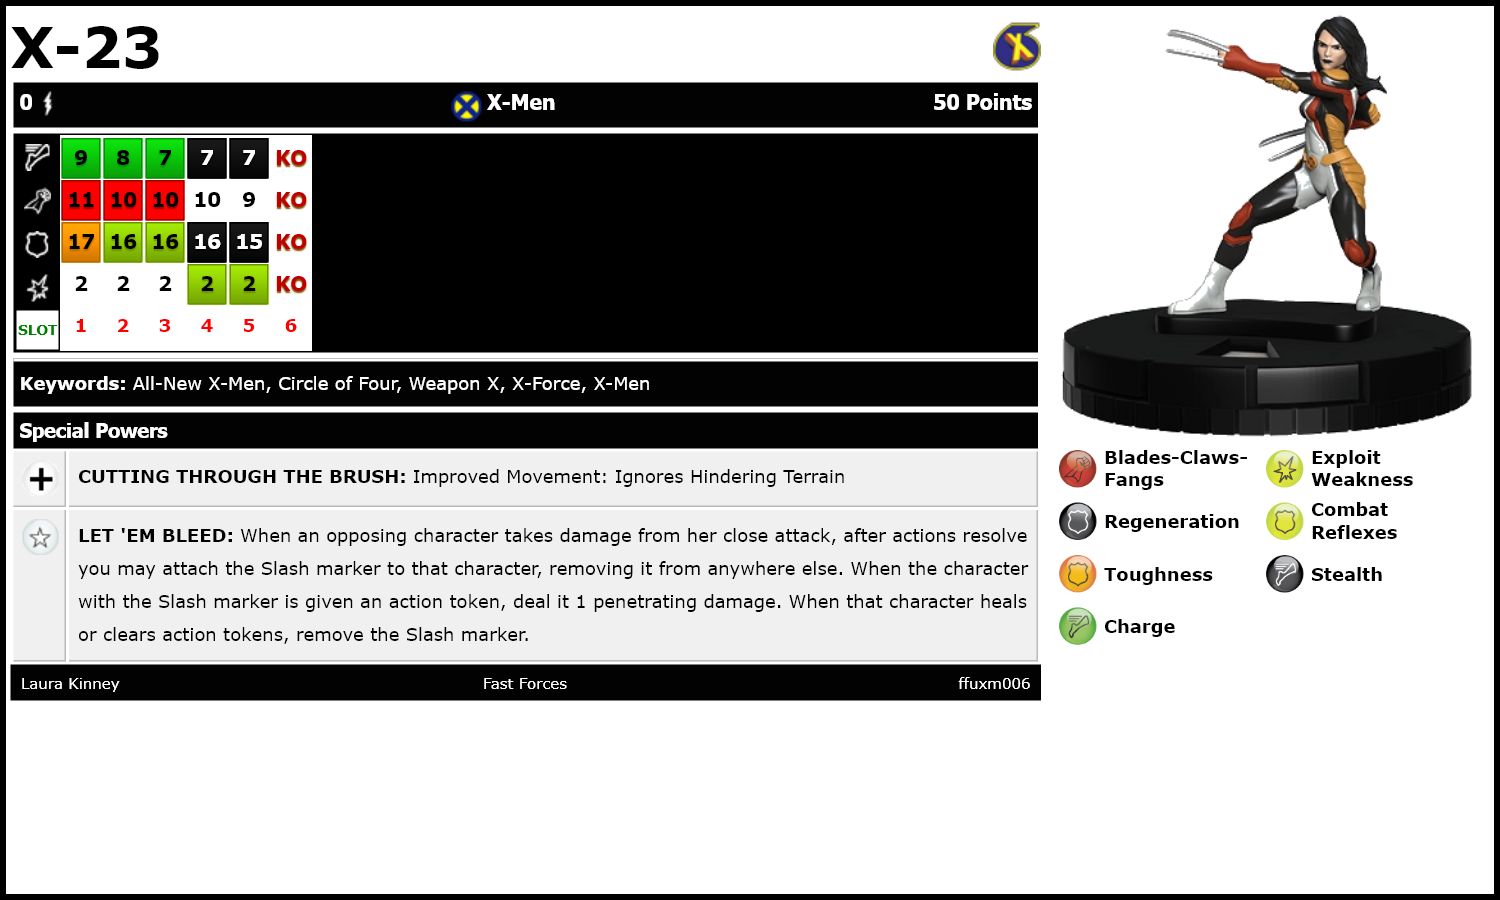 X-23
0 X-Men 50 Points
9 8 7 7 7 KO
11 10 10 10 9 KO
17 16 16 16 15 KO
2 2 2 2 2 KO
SLOT 1 2 3 4 5 6
Keywords: All-New X-Men, Circle of Four, Weapon X, X-Force, X-Men
Special Powers
CUTTING THROUGH THE BRUSH: Improved Movement: Ignores Hindering Terrain
LET 'EM BLEED: When an opposing character takes damage from her close attack, after actions resolve
you may attach the Slash marker to that character, removing it from anywhere else. When the character
with the Slash marker is given an action token, deal it 1 penetrating damage. When that character heals
or clears action tokens, remove the Slash marker.
Laura Kinney Fast Forces ffuxm006
Blades-Claws-
Fangs
Exploit
Weakness
Regeneration
Combat
Reflexes
Toughness
Stealth
Charge